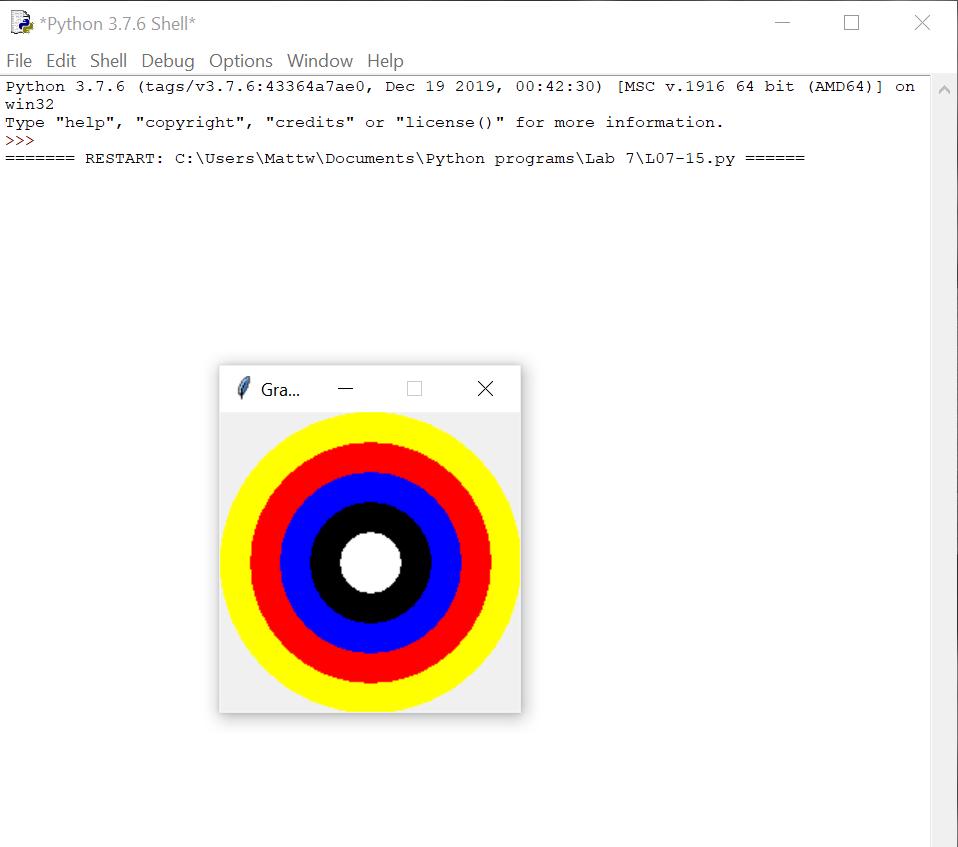 *Python 3.7.6 Shell*
File Edit Shell Debug Options Window Help
Python 3.7.6 (tags/v3.7.6:43364a7ae0, Dec 19 2019, 00:42:30) [MSC v.1916 64 bit (AMD64)] on
win32
Type "help", "copyright", "credits" or "license()" for more information.
>>>
======= RESTART: C:\Users\Mattw\Documents\Python programs\Lab 7\L07-15.py ======
Gra...